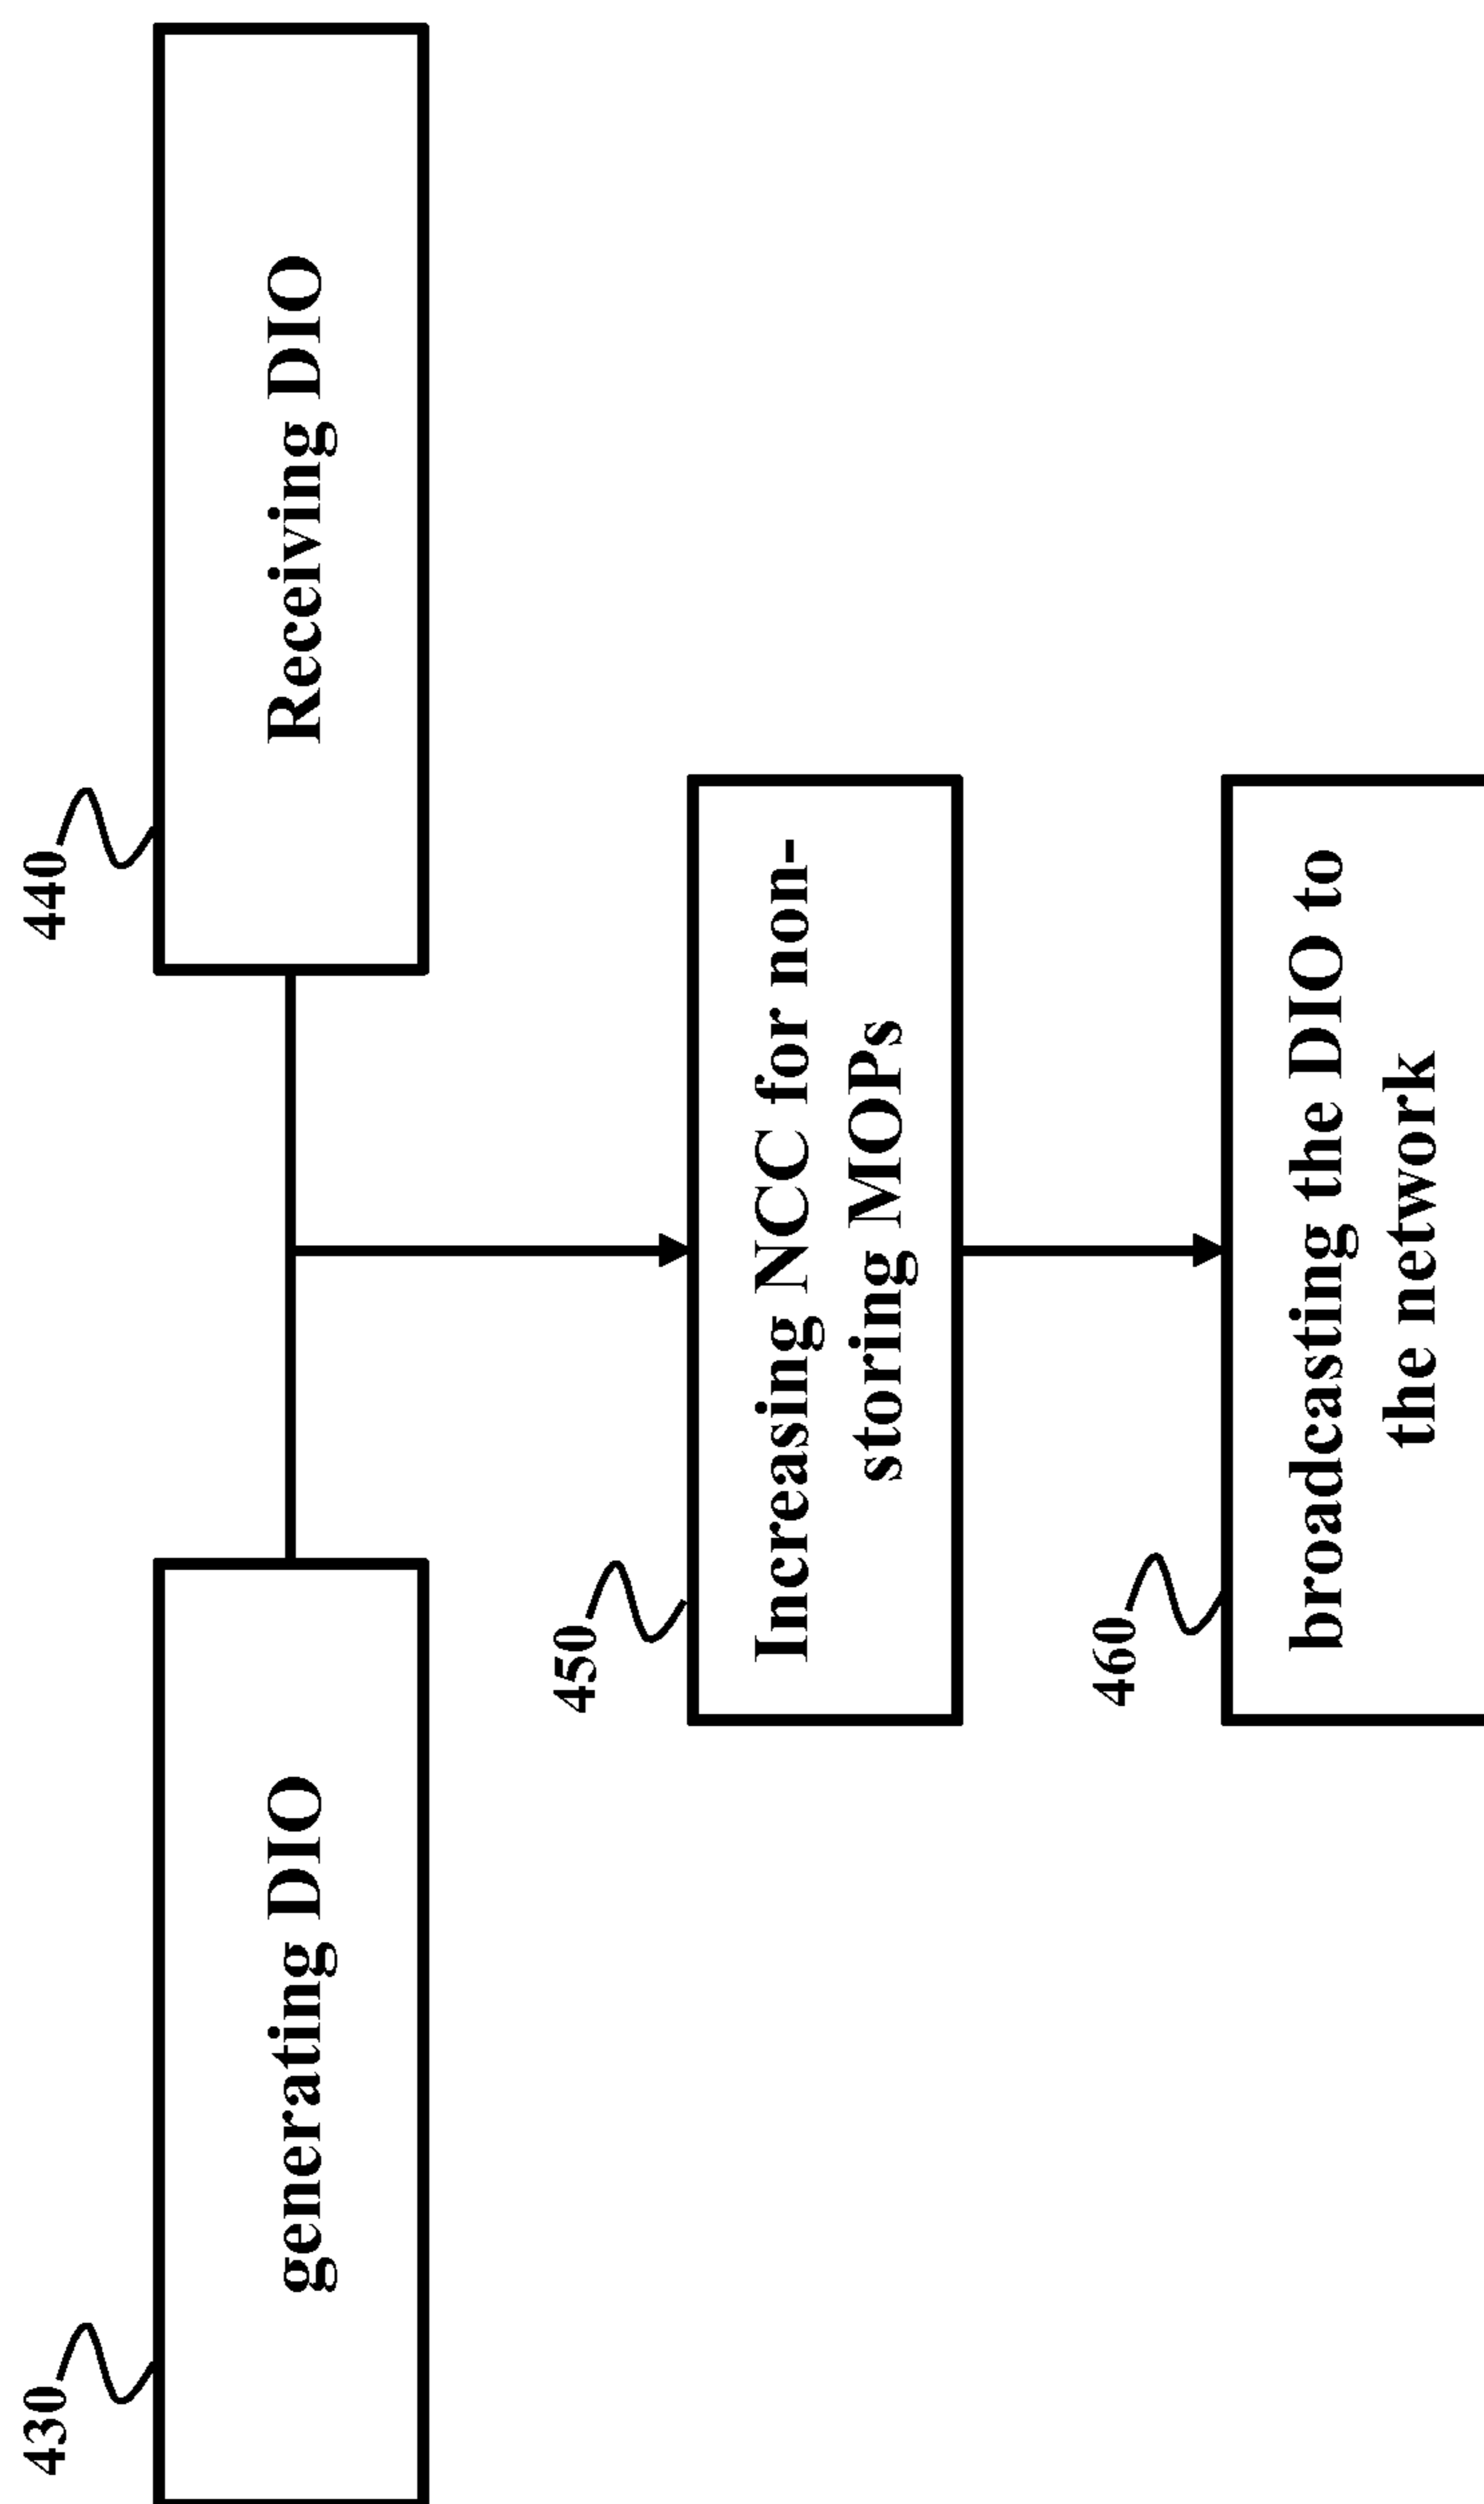 430
generating DIO
440
Receiving DIO
450
Increasing NCC for non-
storing MOPs
460
broadcasting the DIO to
the network